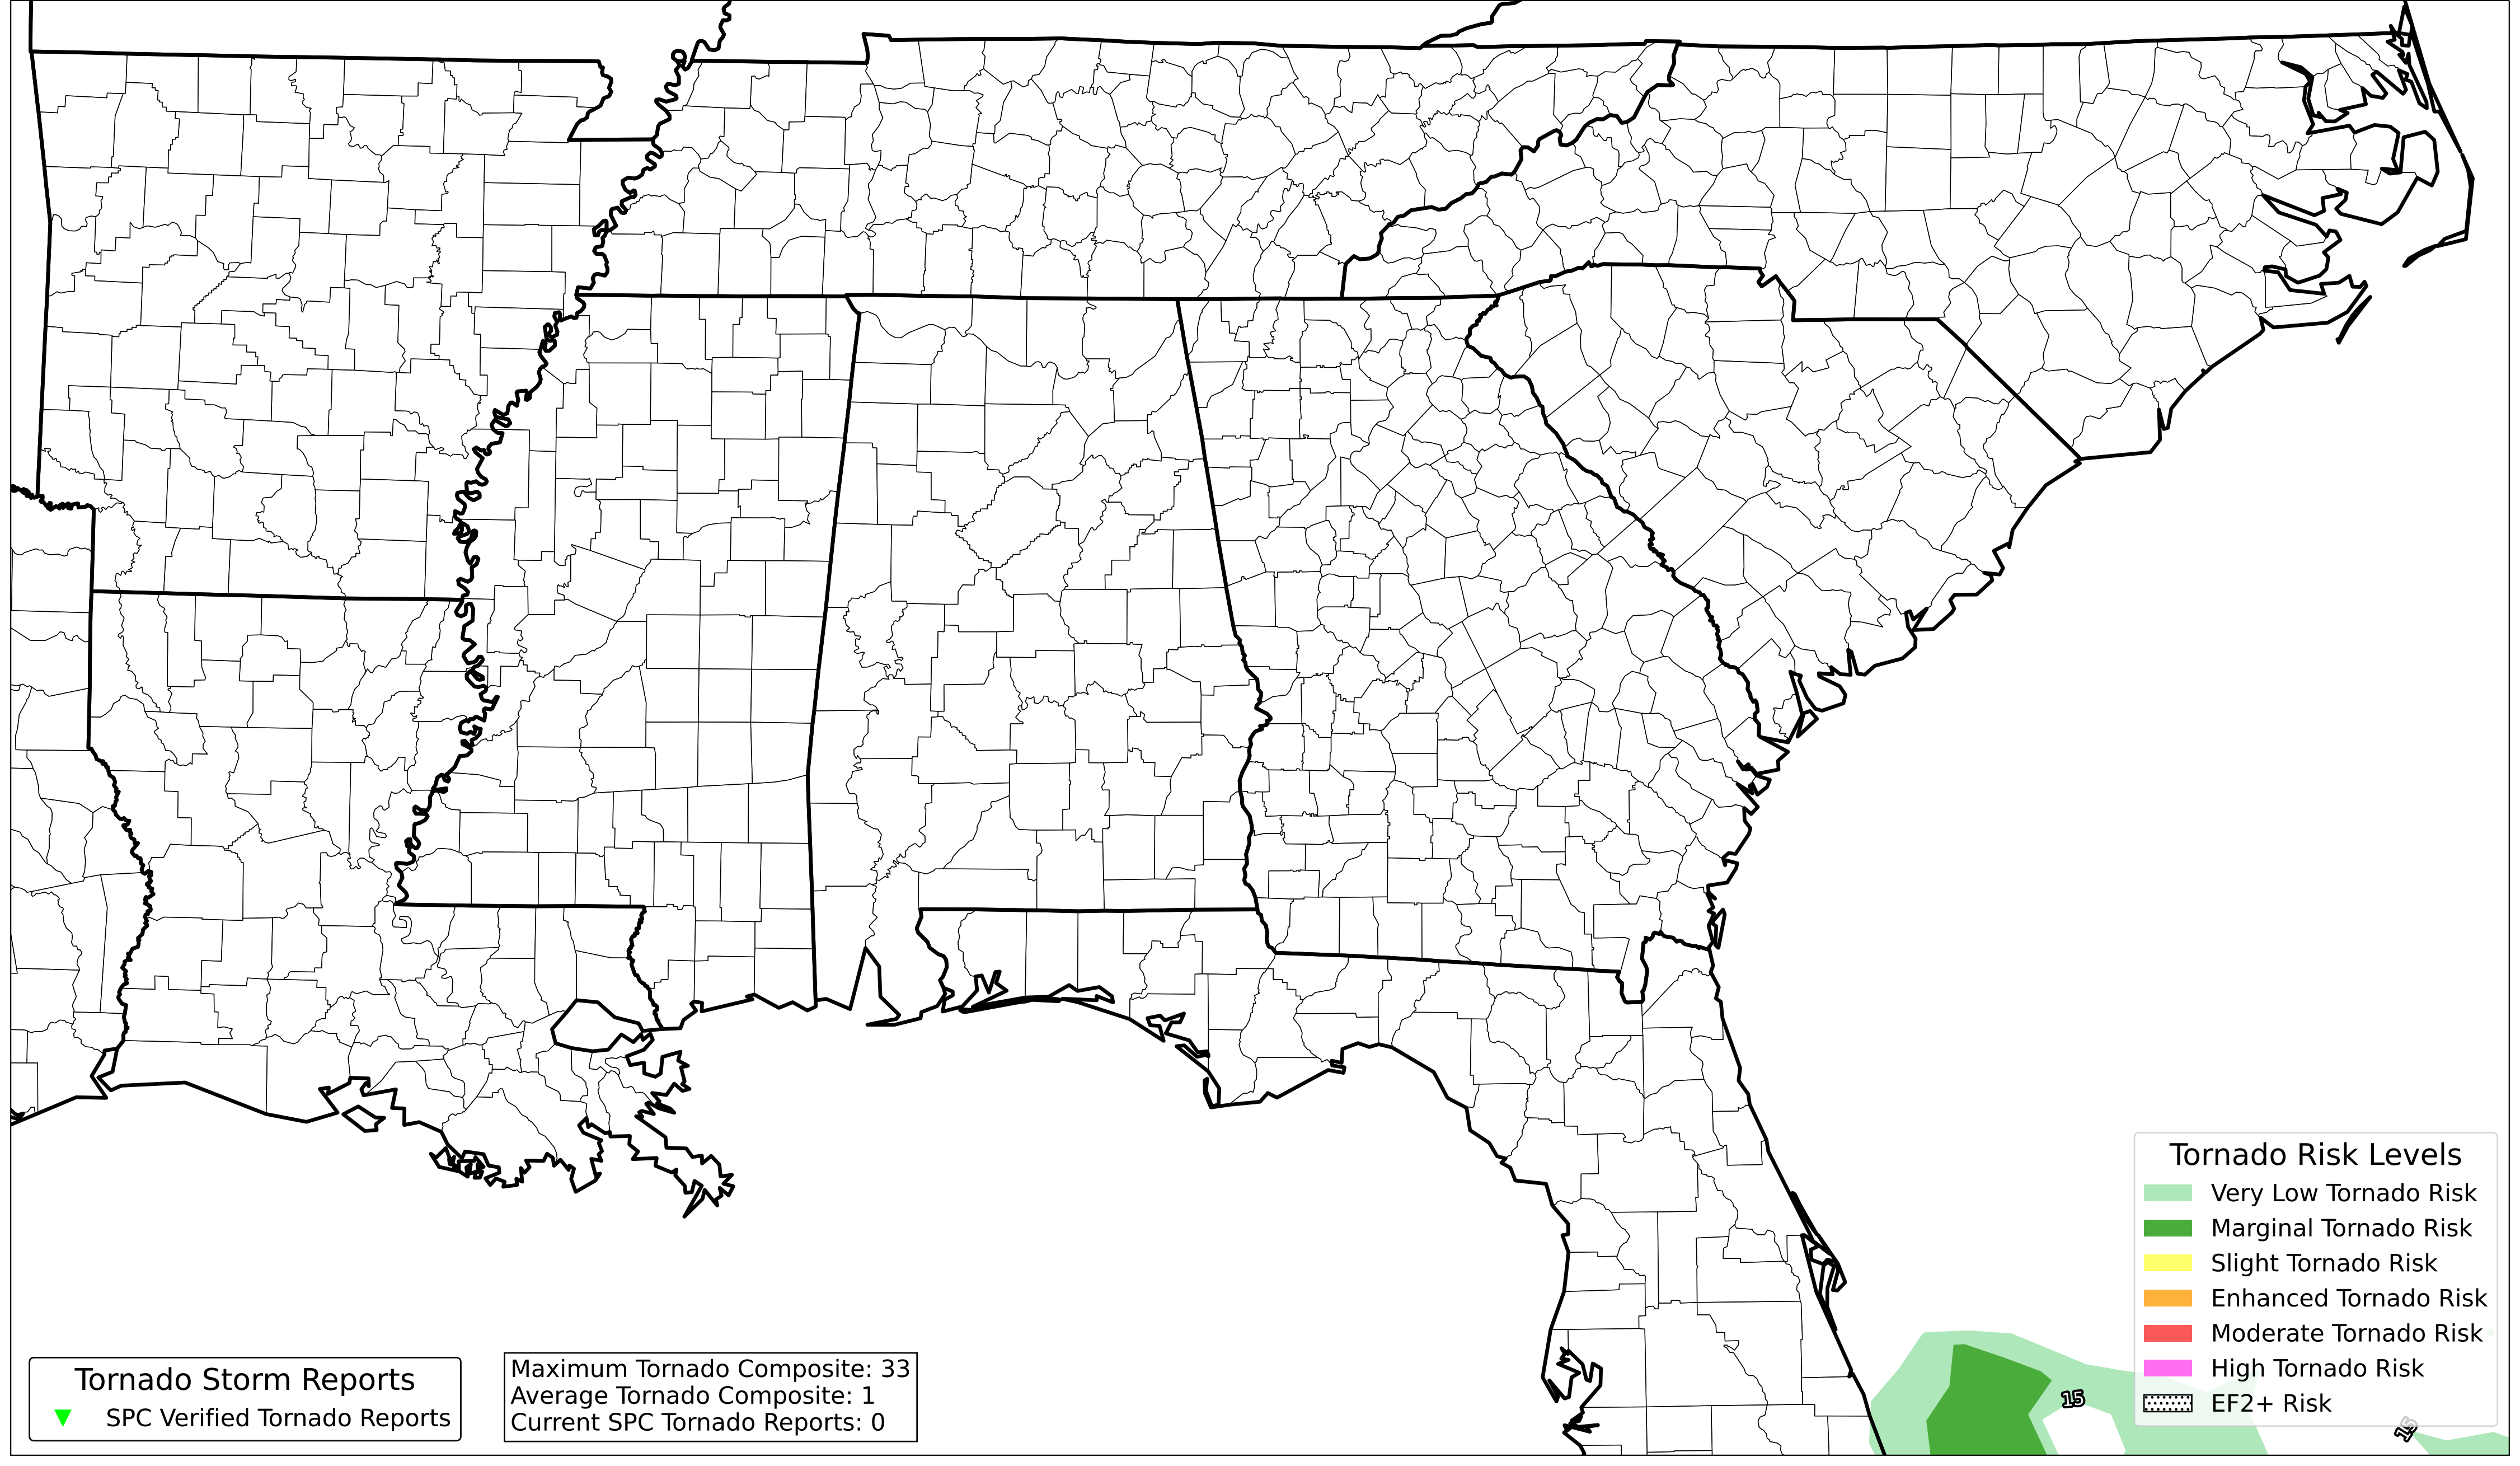 Tornado Risk Levels
Very Low Tornado Risk
Marginal Tornado Risk
Slight Tornado Risk
Enhanced Tornado Risk
Moderate Tornado Risk
High Tornado Risk
EF2+ Risk
15
15
Tornado Storm Reports
SPC Verified Tornado Reports
Maximum Tornado Composite: 33
Average Tornado Composite: 1
Current SPC Tornado Reports: 0